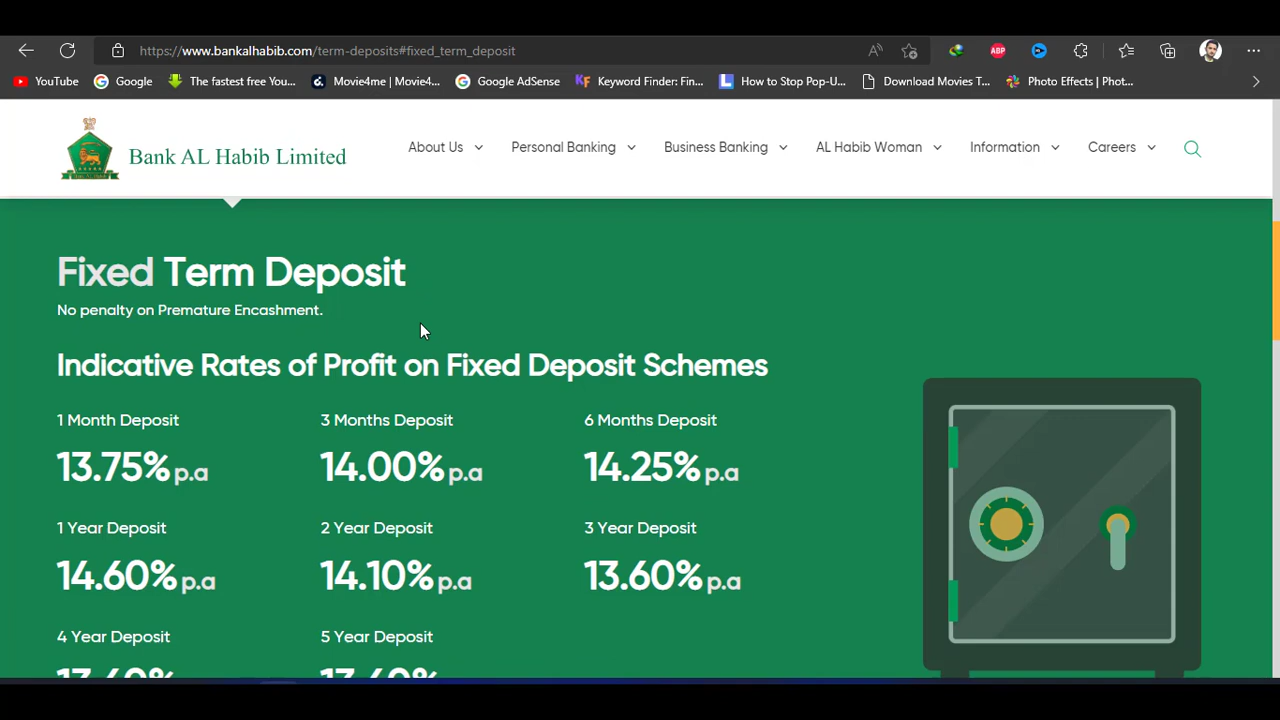 https://www.bankalhabib.com/term-deposits#fixed_term_deposit
ABP
YouTube
Google
The fastest free You...
Movie4me | Movie4...
Google AdSense
Keyword Finder: Fin...
How to Stop Pop-U...
Download Movies T...
Photo Effects | Phot...
Bank AL Habib Limited
About Us
Personal Banking
Business Banking
AL Habib Woman
Information
Careers
Fixed Term Deposit
No penalty on Premature Encashment.
Indicative Rates of Profit on Fixed Deposit Schemes
1 Month Deposit
3 Months Deposit
6 Months Deposit
13.75% p.a
14.00% p.a
14.25% p.a
1 Year Deposit
2 Year Deposit
3 Year Deposit
14.60% p.a
14.10% p.a
13.60% p.a
4 Year Deposit
5 Year Deposit